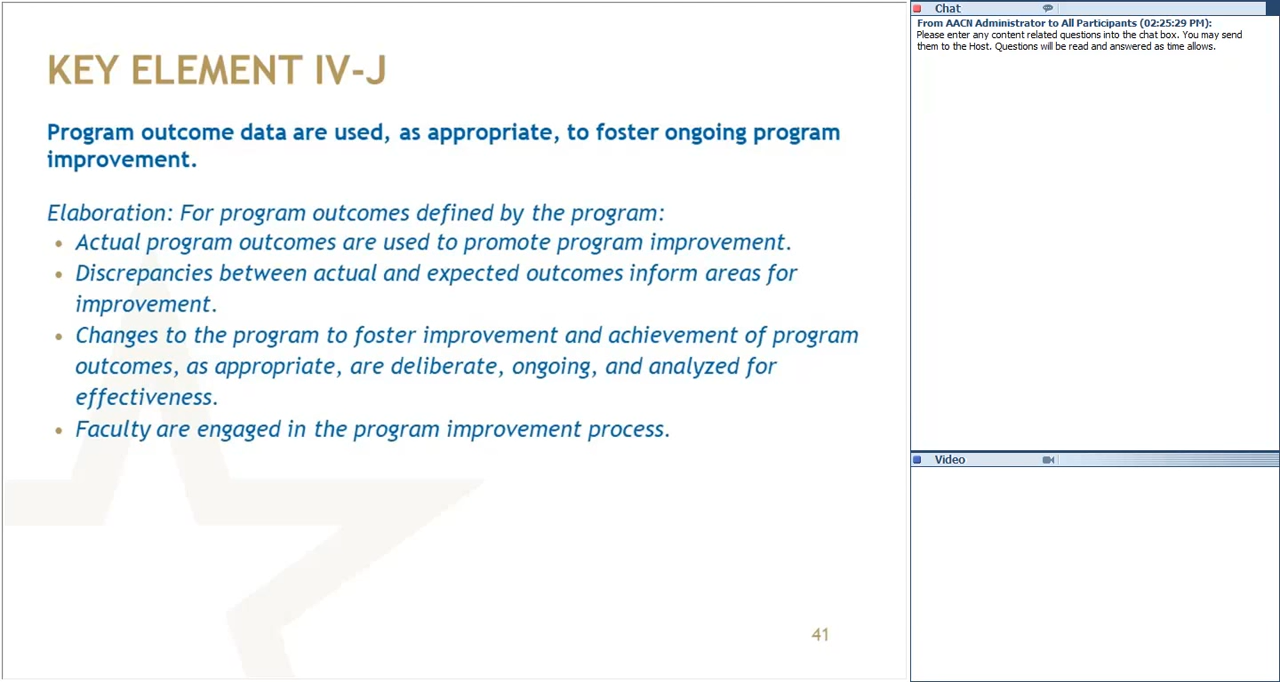 KEY ELEMENT IV-J
Program outcome data are used, as appropriate, to foster ongoing program
improvement.
Elaboration: For program outcomes defined by the program:
• Actual program outcomes are used to promote program improvement.
• Discrepancies between actual and expected outcomes inform areas for
improvement.
• Changes to the program to foster improvement and achievement of program
outcomes, as appropriate, are deliberate, ongoing, and analyzed for
effectiveness.
• Faculty are engaged in the program improvement process.
41
Chat
From AACN Administrator to All Participants (02:25:29 PM):
Please enter any content related questions into the chat box. You may send
them to the Host. Questions will be read and answered as time allows.
Video